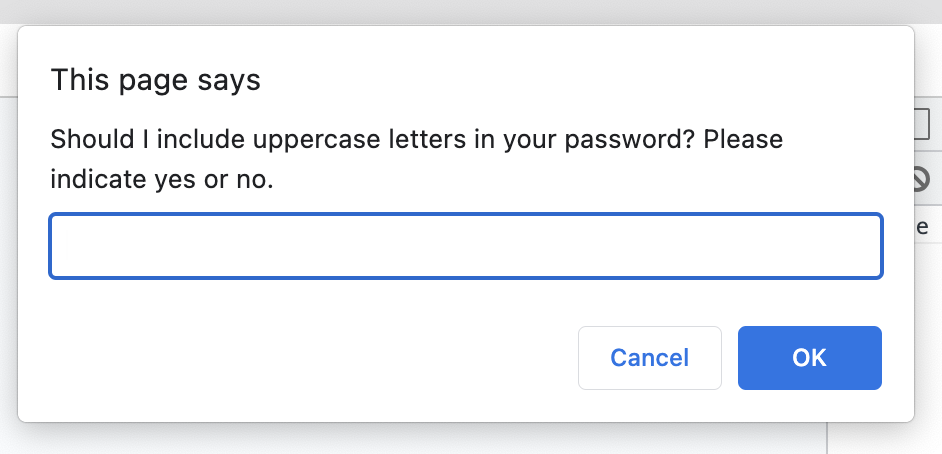 This page says
Should I include uppercase letters in your password? Please
indicate yes or no.
e
Cancel
OK